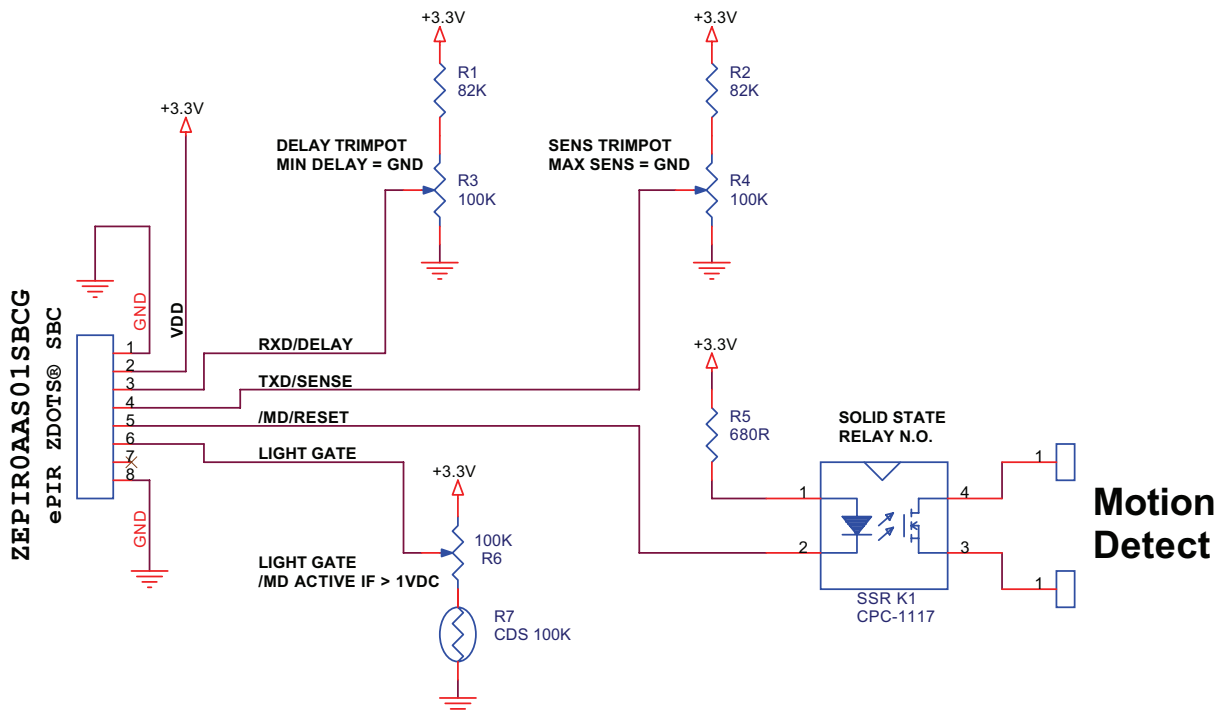 +3.3V
+3.3V
R1
82K
R2
82K
+3.3V
DELAY TRIMPOT
MIN DELAY = GND
SENS TRIMPOT
MAX SENS = GND
R3
100K
R4
100K
ZEPIR0AAS01SBCG
ePIR ZDOTS® SBC
GND
VDD
1
2
3
4
5
6
7
8
GND
RXD/DELAY
TXD/SENSE
/MD/RESET
LIGHT GATE
+3.3V
R5
680R
SOLID STATE
RELAY N.O.
+3.3V
100K
R6
LIGHT GATE
/MD ACTIVE IF > 1VDC
R7
CDS 100K
1
2
4
3
SSR K1
CPC-1117
1
1
Motion
Detect